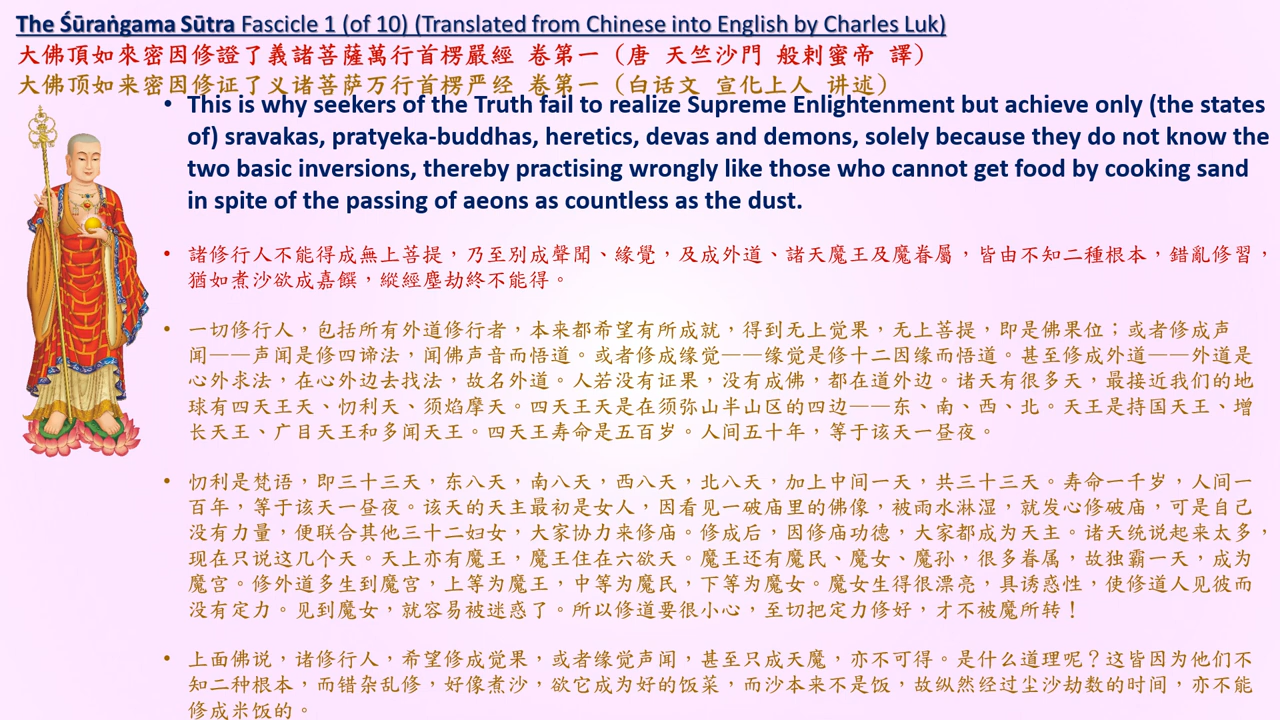 The Śūraṅgama Sūtra Fascicle 1 (of 10) (Translated from Chinese into English by Charles Luk)
大佛頂如來密因修證了義諸菩薩萬行首楞嚴經 卷第一（唐 天竺沙門 般剌蜜帝 譯）
大佛顶如来密因修证了义诸菩萨万行首楞严经 卷第一（白话文 宣化上人 讲述）
• This is why seekers of the Truth fail to realize Supreme Enlightenment but achieve only (the states
of) sravakas, pratyeka-buddhas, heretics, devas and demons, solely because they do not know the
two basic inversions, thereby practising wrongly like those who cannot get food by cooking sand
in spite of the passing of aeons as countless as the dust.
• 諸修行人不能得成無上菩提，乃至別成聲聞、緣覺，及成外道、諸天魔王及魔眷屬，皆由不知二種根本，錯亂修習，
猶如煮沙欲成嘉饌，縱經塵劫終不能得。
• 一切修行人，包括所有外道修行者，本来都希望有所成就，得到无上觉果，无上菩提，即是佛果位；或者修成声
闻——声闻是修四谛法，闻佛声音而悟道。或者修成缘觉——缘觉是修十二因缘而悟道。甚至修成外道——外道是
心外求法，在心外边去找法，故名外道。人若没有证果，没有成佛，都在道外边。诸天有很多天，最接近我们的地
球有四天王天、忉利天、须焰摩天。四天王天是在须弥山半山区的四边——东、南、西、北。天王是持国天王、增
长天王、广目天王和多闻天王。四天王寿命是五百岁。人间五十年，等于该天一昼夜。
• 忉利是梵语，即三十三天，东八天，南八天，西八天，北八天，加上中间一天，共三十三天。寿命一千岁，人间一
百年，等于该天一昼夜。该天的天主最初是女人，因看见一破庙里的佛像，被雨水淋湿，就发心修破庙，可是自己
没有力量，便联合其他三十二妇女，大家协力来修庙。修成后，因修庙功德，大家都成为天主。诸天统说起来太多，
现在只说这几个天。天上亦有魔王，魔王住在六欲天。魔王还有魔民、魔女、魔孙，很多眷属，故独霸一天，成为
魔宫。修外道多生到魔宫，上等为魔王，中等为魔民，下等为魔女。魔女生得很漂亮，具诱惑性，使修道人见彼而
没有定力。见到魔女，就容易被迷惑了。所以修道要很小心，至切把定力修好，才不被魔所转！
• 上面佛说，诸修行人，希望修成觉果，或者缘觉声闻，甚至只成天魔，亦不可得。是什么道理呢？这皆因为他们不
知二种根本，而错杂乱修，好像煮沙，欲它成为好的饭菜，而沙本来不是饭，故纵然经过尘沙劫数的时间，亦不能
修成米饭的。